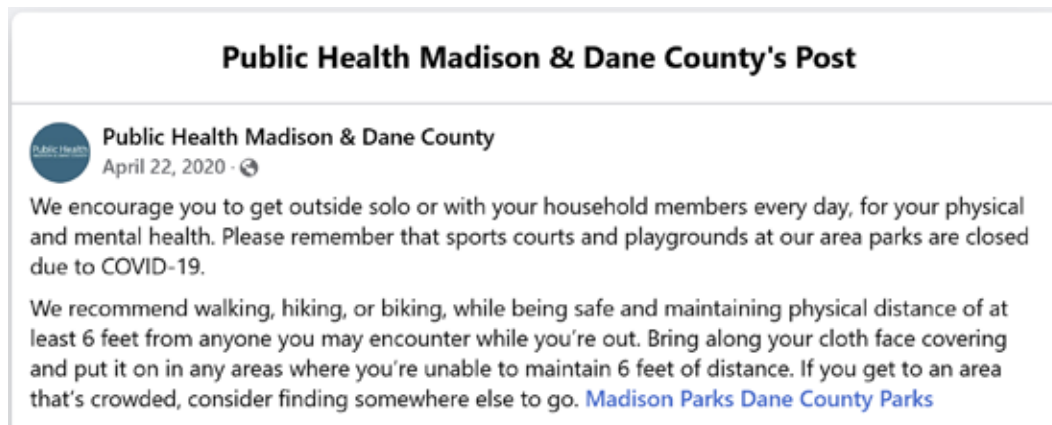 Public Health Madison & Dane County's Post
Public Health
Public Health Madison & Dane County
April 22, 2020 ·
We encourage you to get outside solo or with your household members every day, for your physical
and mental health. Please remember that sports courts and playgrounds at our area parks are closed
due to COVID-19.
We recommend walking, hiking, or biking, while being safe and maintaining physical distance of at
least 6 feet from anyone you may encounter while you're out. Bring along your cloth face covering
and put it on in any areas where you're unable to maintain 6 feet of distance. If you get to an area
that's crowded, consider finding somewhere else to go. Madison Parks Dane County Parks